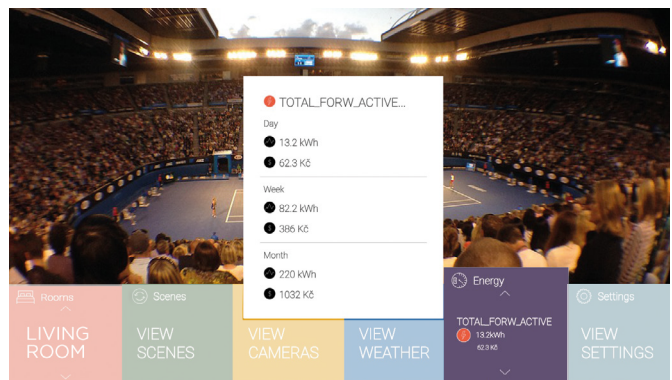 TOTAL_FORW_ACTIVE...
Day
13.2 kWh
62.3 Kč
Week
82.2 kWh
386 Kč
Month
220 kWh
1032 Kč
Rooms
LIVING
ROOM
Scenes
VIEW
SCENES
VIEW
CAMERAS
VIEW
WEATHER
Energy
TOTAL_FORW_ACTIVE
13.2kWh
62.3 Kč
Settings
VIEW
SETTINGS